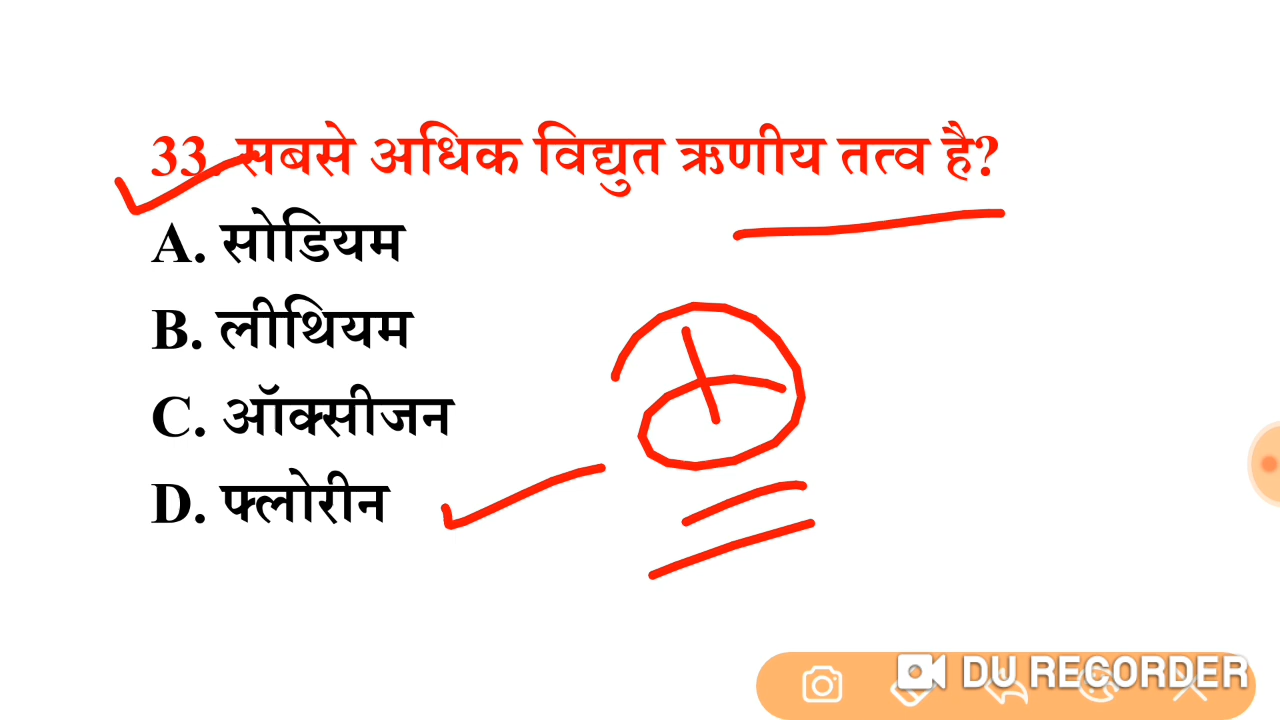 33. सबसे अधिक विद्युत ऋणीय तत्व है?
A. सोडियम
B. लीथियम
C. ऑक्सीजन
D. फ्लोरीन
DU RECORDER